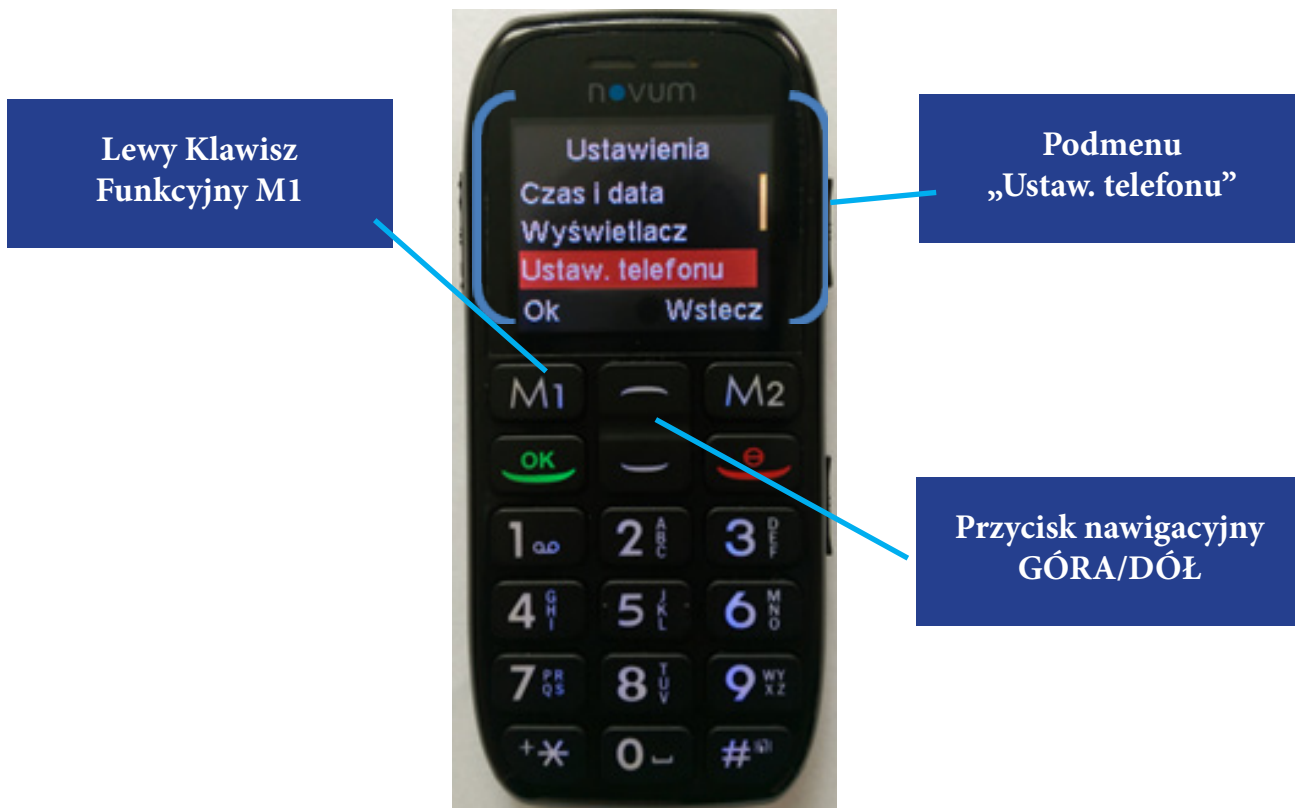 novum
Lewy Klawisz
Funkcyjny M1
Ustawienia
Czas i data
Wyświetlacz
Ustaw. telefonu
Ok Wstecz
Podmenu
„Ustaw. telefonu”
M1 M2
OK
Przycisk nawigacyjny
GÓRA/DÓŁ
1 2 ABC 3 DEF
4 GHI 5 JKL 6 MNO
7 PRQS 8 TUV 9 WYXZ
+* 0 #